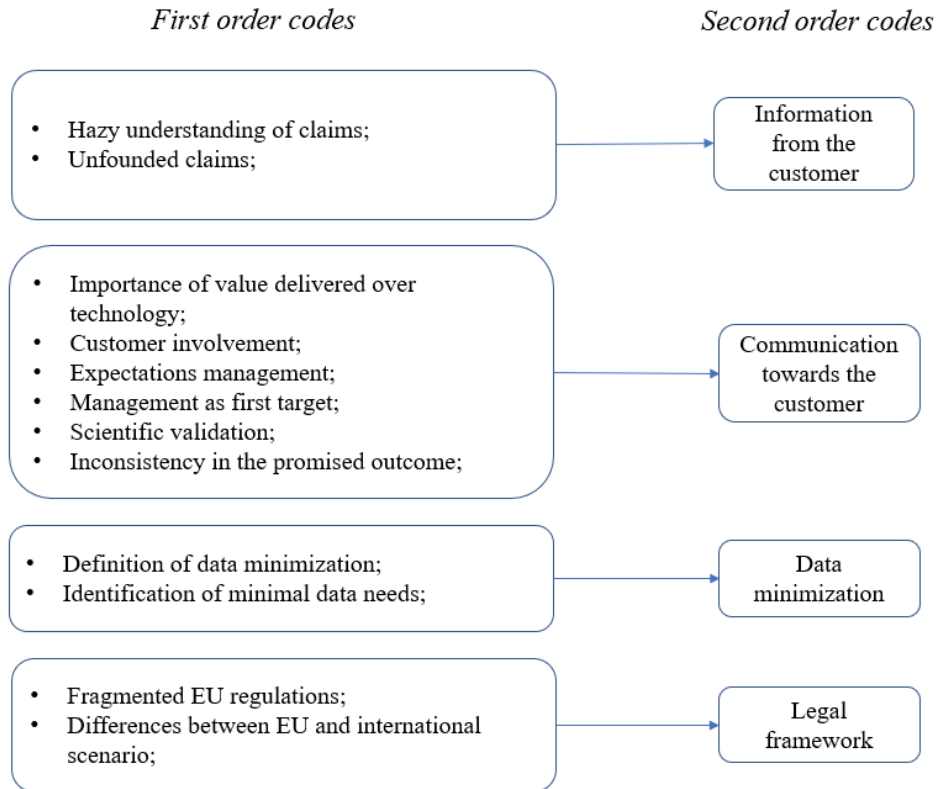 First order codes
Second order codes
• Hazy understanding of claims;
• Unfounded claims;
Information
from the
customer
• Importance of value delivered over
technology;
• Customer involvement;
• Expectations management;
• Management as first target;
• Scientific validation;
• Inconsistency in the promised outcome;
Communication
towards the
customer
• Definition of data minimization;
• Identification of minimal data needs;
Data
minimization
• Fragmented EU regulations;
• Differences between EU and international
scenario;
Legal
framework